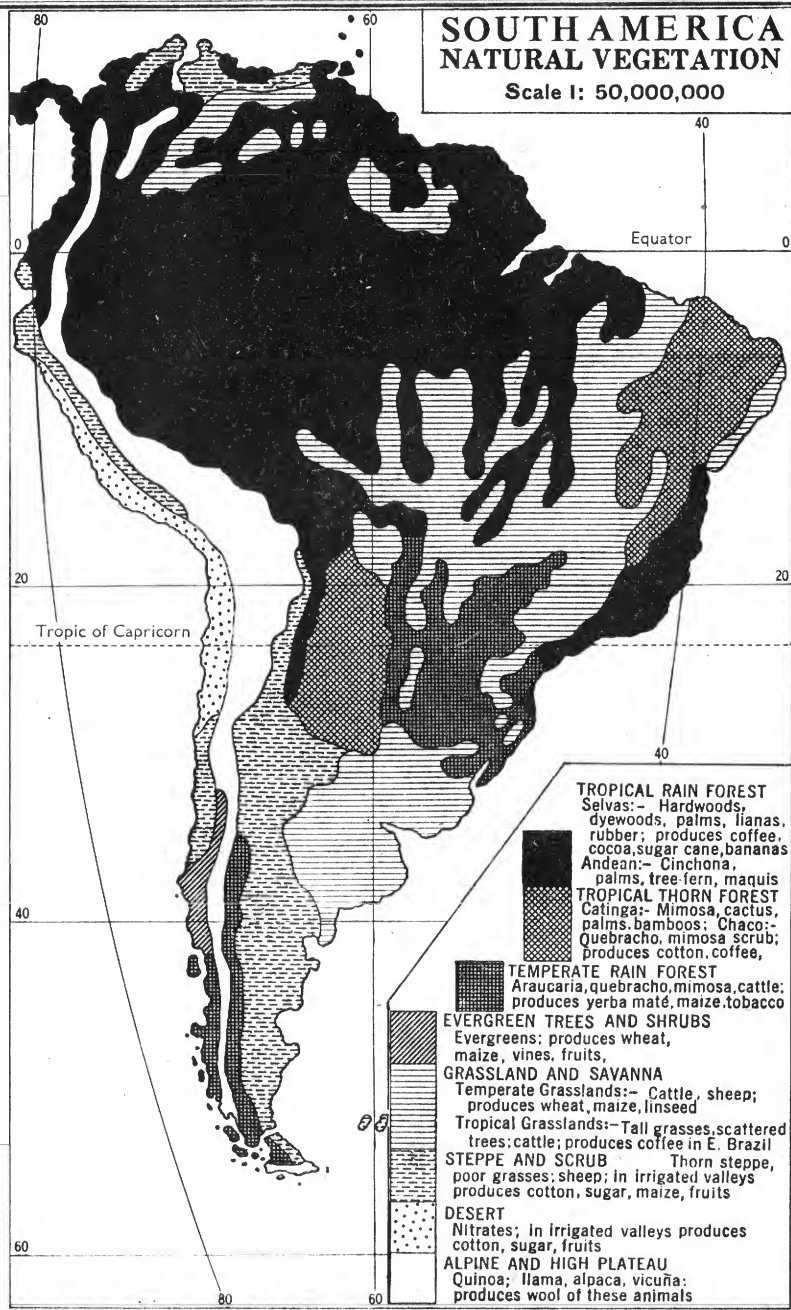 80
60
SOUTH AMERICA
NATURAL VEGETATION
Scale 1: 50,000,000
40
0
Equator
0
20
20
Tropic of Capricorn
40
TROPICAL RAIN FOREST
Selvas:- Hardwoods,
dyewoods, palms, lianas,
rubber; produces coffee,
cocoa, sugar cane, bananas
Andean:- Cinchona,
palms, tree-fern, maquis
TROPICAL THORN FOREST
Catinga:- Mimosa, cactus,
palms, bamboos; Chaco:-
Quebracho, mimosa scrub;
produces cotton, coffee,
40
TEMPERATE RAIN FOREST
Araucaria, quebracho, mimosa, cattle;
produces yerba maté, maize, tobacco
EVERGREEN TREES AND SHRUBS
Evergreens: produces wheat,
maize, vines, fruits,
GRASSLAND AND SAVANNA
Temperate Grasslands:- Cattle, sheep;
produces wheat, maize, linseed
Tropical Grasslands:- Tall grasses, scattered
trees: cattle; produces coffee in E. Brazil
STEPPE AND SCRUB Thorn steppe,
poor grasses: sheep; in irrigated valleys
produces cotton, sugar, maize, fruits
DESERT
Nitrates; in irrigated valleys produces
cotton, sugar, fruits
ALPINE AND HIGH PLATEAU
Quinoa; llama, alpaca, vicuña:
produces wool of these animals
60
80
60